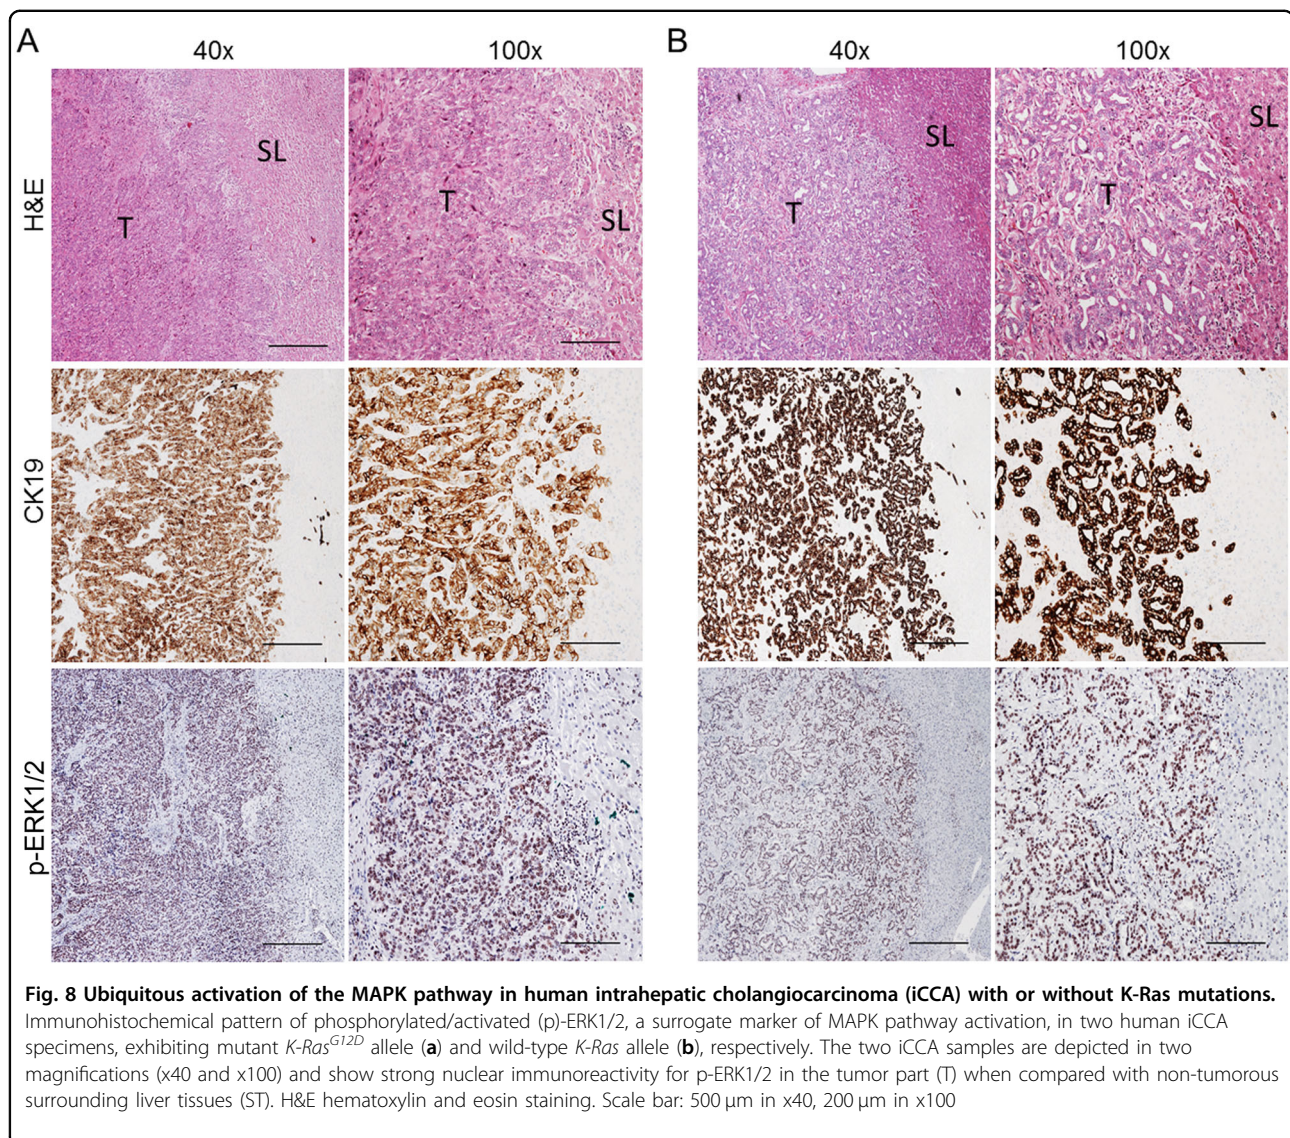 A
40x
100x
B
40x
100x
H&E
T
SL
T
SL
T
SL
T
SL
CK19
p-ERK1/2
Fig. 8 Ubiquitous activation of the MAPK pathway in human intrahepatic cholangiocarcinoma (iCCA) with or without K-Ras mutations.
Immunohistochemical pattern of phosphorylated/activated (p)-ERK1/2, a surrogate marker of MAPK pathway activation, in two human iCCA
specimens, exhibiting mutant K-Ras^G12D allele (a) and wild-type K-Ras allele (b), respectively. The two iCCA samples are depicted in two
magnifications (x40 and x100) and show strong nuclear immunoreactivity for p-ERK1/2 in the tumor part (T) when compared with non-tumorous
surrounding liver tissues (ST). H&E hematoxylin and eosin staining. Scale bar: 500 µm in x40, 200 µm in x100